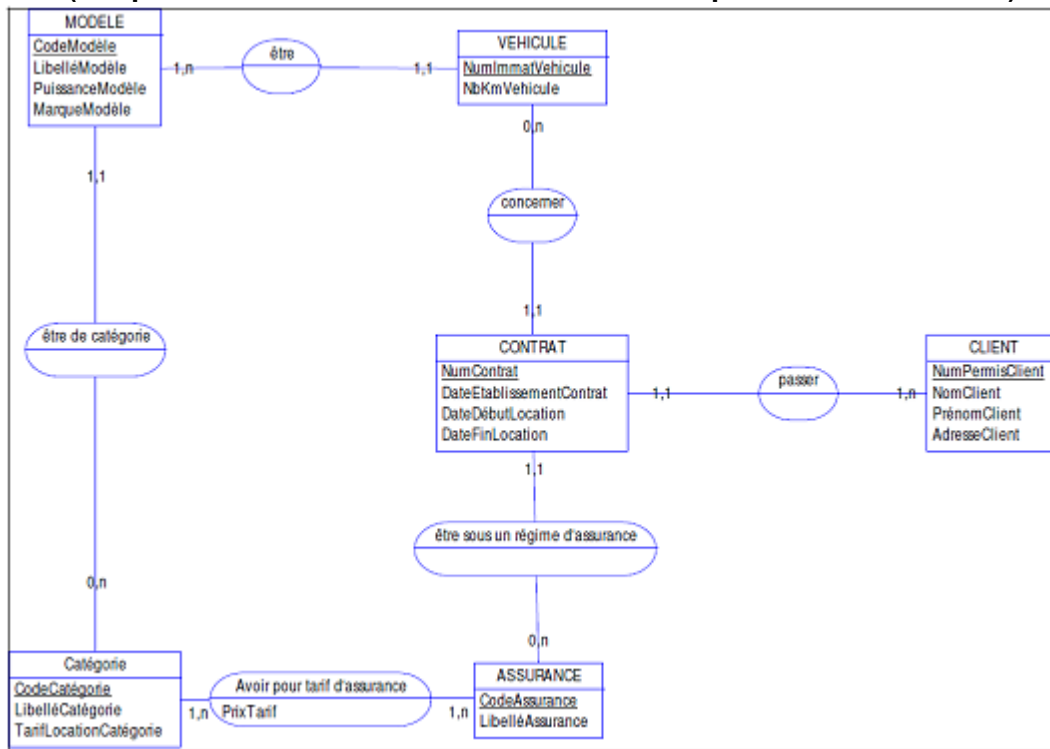 MODELE
CodeModèle
LibelléModèle
PuissanceModèle
MarqueModèle
1,n
être
1,1
VEHICULE
NumImmatVehicule
NbKmVehicule
0,n
1,1
concerner
1,1
être de catégorie
CONTRAT
NumContrat
DateEtablissementContrat
DateDébutLocation
DateFinLocation
1,1
passer
1,n
CLIENT
NumPermisClient
NomClient
PrénomClient
AdresseClient
1,1
être sous un régime d'assurance
0,n
0,n
Catégorie
CodeCatégorie
LibelléCatégorie
TarifLocationCatégorie
1,n
Avoir pour tarif d'assurance
PrixTarif
1,n
ASSURANCE
CodeAssurance
LibelléAssurance